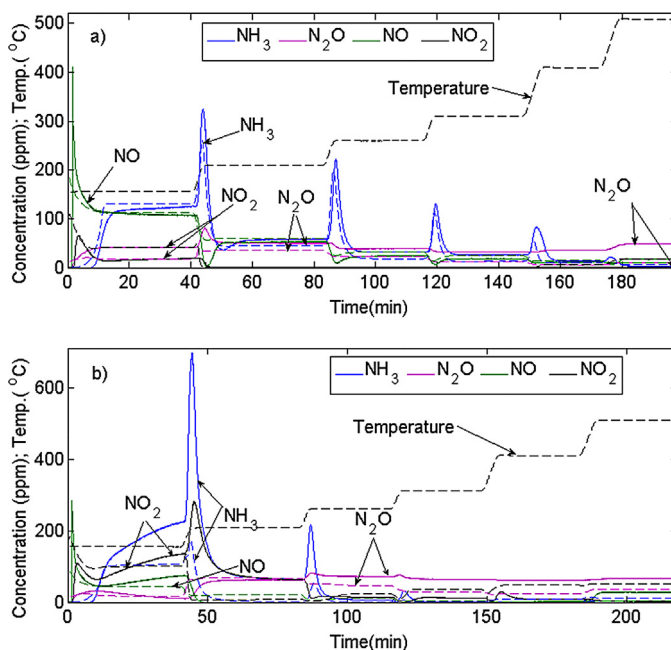 a)
NH3 N2O NO NO2
500
400
300
200
100
0
Concentration (ppm); Temp.( °C)
Temperature
NH3
NO
NO2
N2O
N2O
0 20 40 60 80 100 120 140 160 180
Time(min)
b)
NH3 N2O NO NO2
600
400
200
0
Concentration (ppm); Temp.( °C)
Temperature
NO2
NH3
N2O
NO
0 50 100 150 200
Time(min)